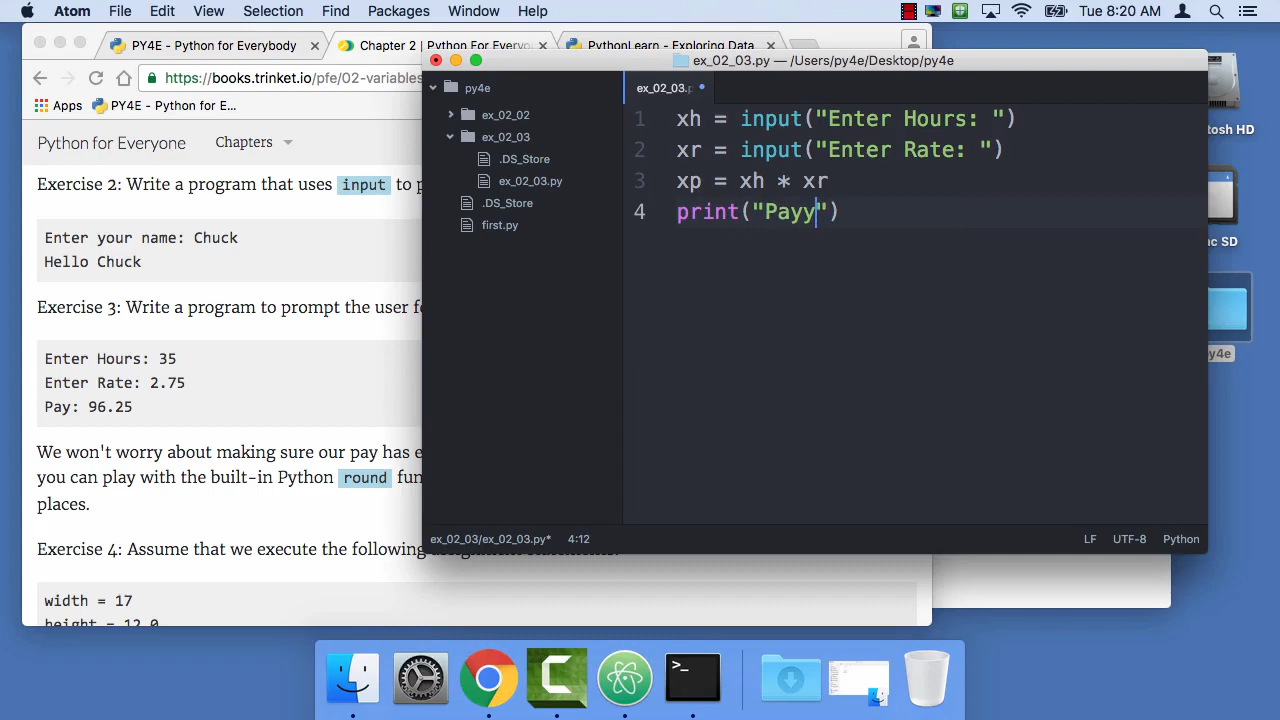 Atom File Edit View Selection Find Packages Window Help Tue 8:20 AM
PY4E - Python for Everybody
Chapter 2 | Python For Everyo
PythonLearn - Exploring Data
https://books.trinket.io/pfe/02-variables
Apps PY4E - Python for E...
Python for Everyone Chapters
Exercise 2: Write a program that uses input to p
Enter your name: Chuck
Hello Chuck
Exercise 3: Write a program to prompt the user fo
Enter Hours: 35
Enter Rate: 2.75
Pay: 96.25
We won't worry about making sure our pay has e
you can play with the built-in Python round fun
places.
Exercise 4: Assume that we execute the following
width = 17
height = 12.0
ex_02_03.py — /Users/py4e/Desktop/py4e
py4e
ex_02_02
ex_02_03
.DS_Store
ex_02_03.py
.DS_Store
first.py
ex_02_03.p
1 xh = input("Enter Hours: ")
2 xr = input("Enter Rate: ")
3 xp = xh * xr
4 print("Payy")
ex_02_03/ex_02_03.py* 4:12 LF UTF-8 Python
tosh HD
ac SD
py4e